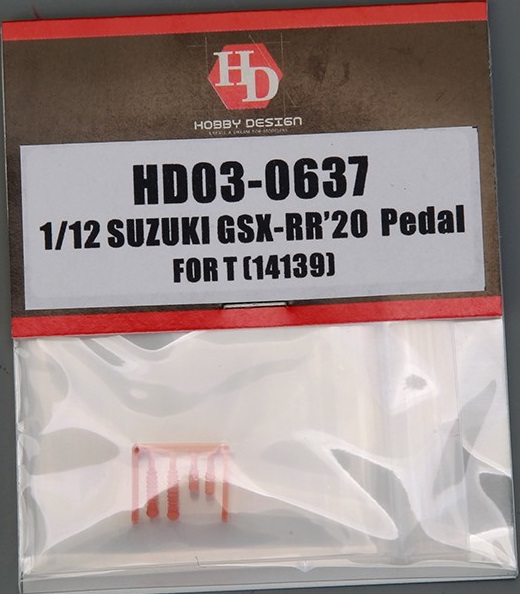 HD
HOBBY DESIGN
HD03-0637
1/12 SUZUKI GSX-RR'20 Pedal
FOR T (14139)